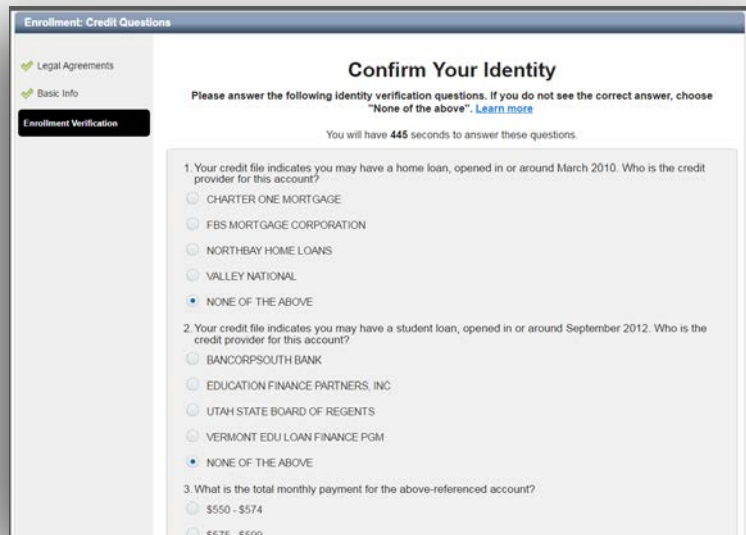 Enrollment: Credit Questions
Legal Agreements
Basic Info
Enrollment Verification
Confirm Your Identity
Please answer the following identity verification questions. If you do not see the correct answer, choose
"None of the above". Learn more
You will have 445 seconds to answer these questions.
1. Your credit file indicates you may have a home loan, opened in or around March 2010. Who is the credit
provider for this account?
CHARTER ONE MORTGAGE
FBS MORTGAGE CORPORATION
NORTHBAY HOME LOANS
VALLEY NATIONAL
NONE OF THE ABOVE
2. Your credit file indicates you may have a student loan, opened in or around September 2012. Who is the
credit provider for this account?
BANCORPSOUTH BANK
EDUCATION FINANCE PARTNERS, INC
UTAH STATE BOARD OF REGENTS
VERMONT EDU LOAN FINANCE PGM
NONE OF THE ABOVE
3. What is the total monthly payment for the above-referenced account?
$550 - $574
$575 - $599